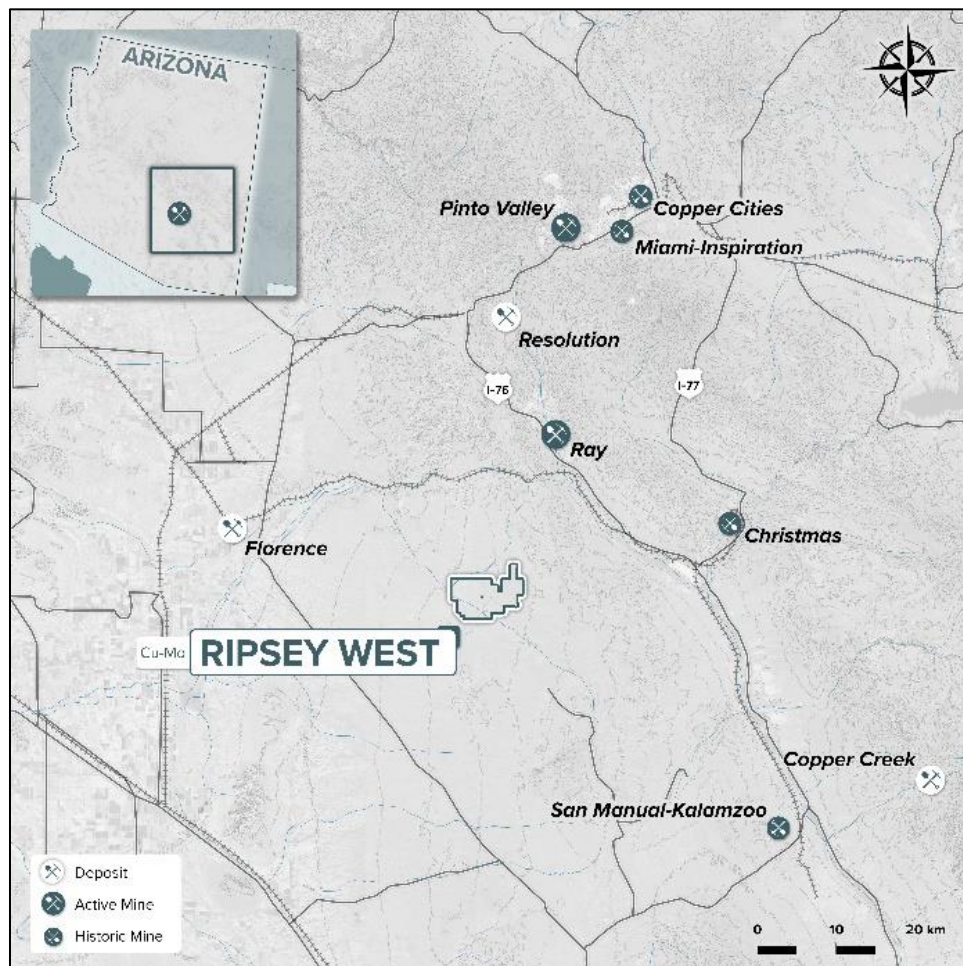 ARIZONA
Pinto Valley
Copper Cities
Miami-Inspiration
Resolution
I-76
I-77
Ray
Christmas
Florence
Cu-Mo
RIPSEY WEST
Copper Creek
San Manual-Kalamzoo
Deposit
Active Mine
Historic Mine
0 10 20 km